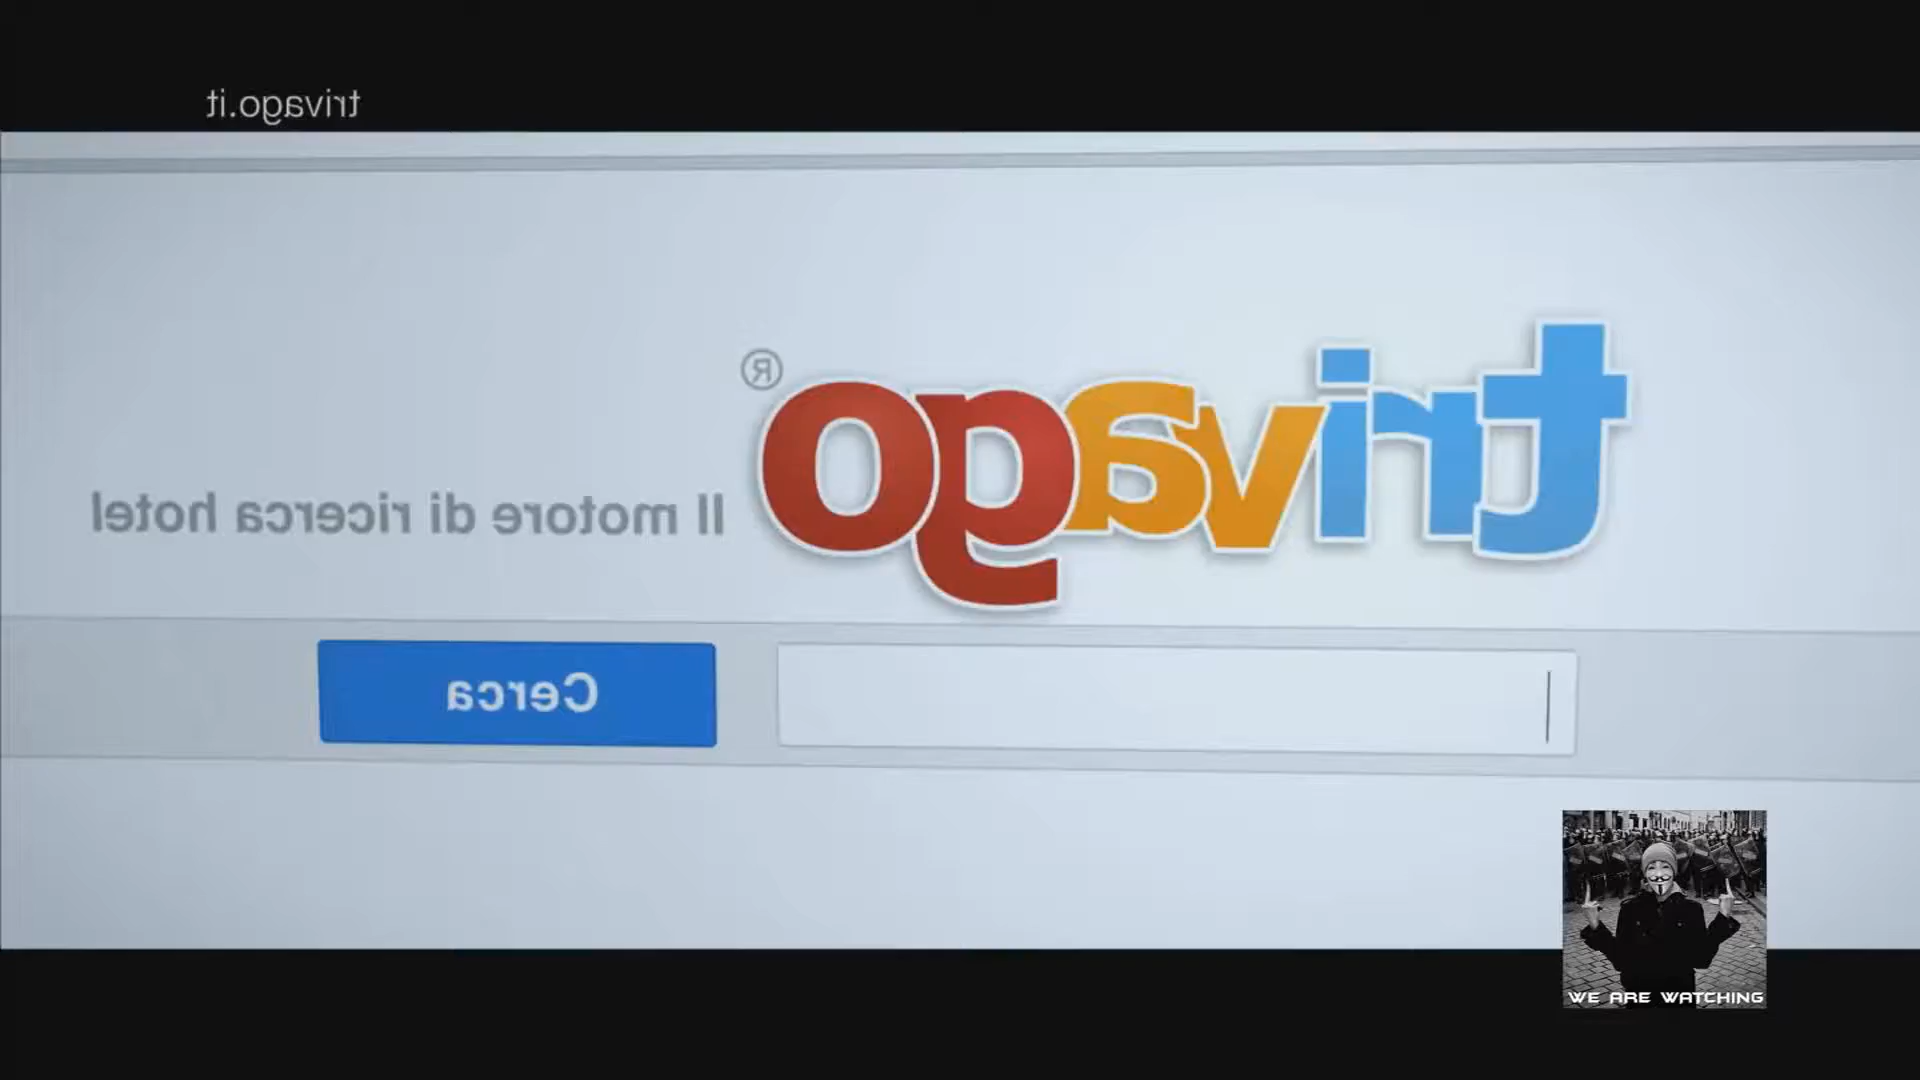 trivago.it
trivago®
Il motore di ricerca hotel
Cerca
WE ARE WATCHING